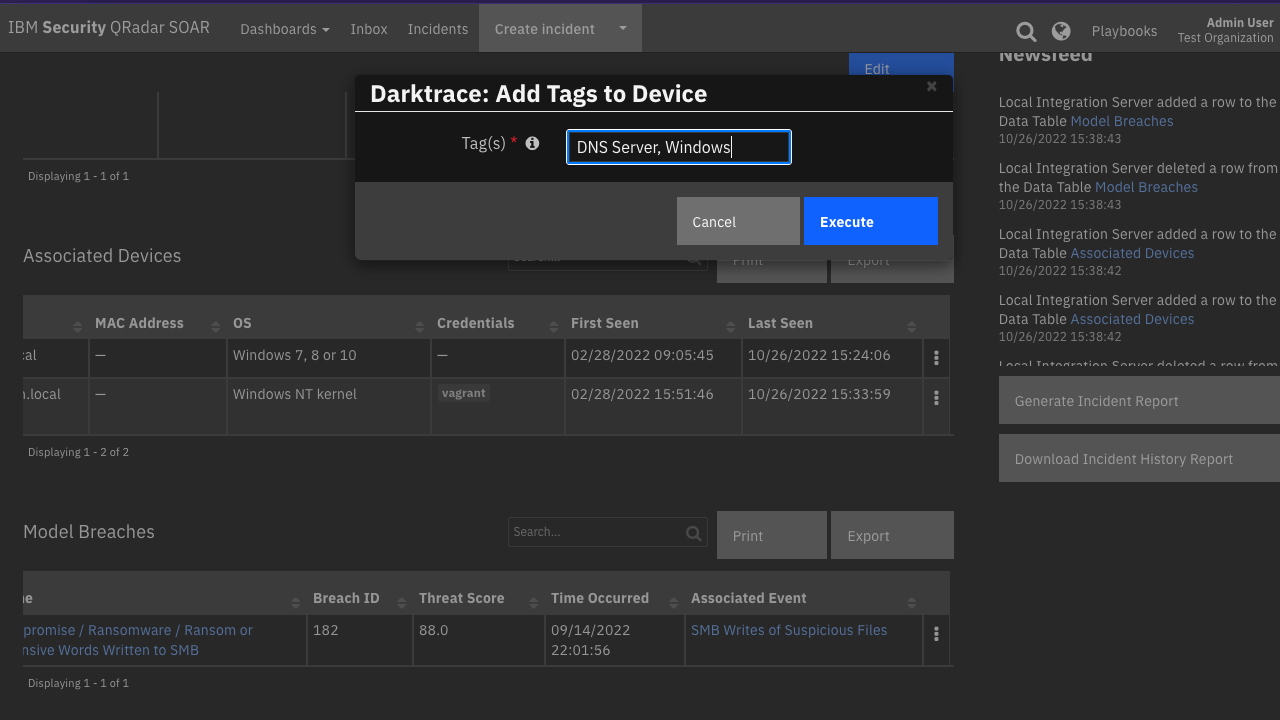 IBM Security QRadar SOAR
Dashboards
Inbox
Incidents
Create incident
Playbooks
Admin User
Test Organization
Edit
Darktrace: Add Tags to Device
×
Tag(s) *
DNS Server, Windows
Cancel
Execute
Displaying 1 - 1 of 1
Associated Devices
Search...
Print
Export
MAC Address
OS
Credentials
First Seen
Last Seen
cal
—
Windows 7, 8 or 10
—
02/28/2022 09:05:45
10/26/2022 15:24:06
n.local
—
Windows NT kernel
vagrant
02/28/2022 15:51:46
10/26/2022 15:33:59
Displaying 1 - 2 of 2
Model Breaches
Search...
Print
Export
e
Breach ID
Threat Score
Time Occurred
Associated Event
promise / Ransomware / Ransom or
nsive Words Written to SMB
182
88.0
09/14/2022
22:01:56
SMB Writes of Suspicious Files
Displaying 1 - 1 of 1
Newsfeed
Local Integration Server added a row to the
Data Table Model Breaches
10/26/2022 15:38:43
Local Integration Server deleted a row from
the Data Table Model Breaches
10/26/2022 15:38:43
Local Integration Server added a row to the
Data Table Associated Devices
10/26/2022 15:38:42
Local Integration Server added a row to the
Data Table Associated Devices
10/26/2022 15:38:42
Local Integration Server deleted a row from
Generate Incident Report
Download Incident History Report